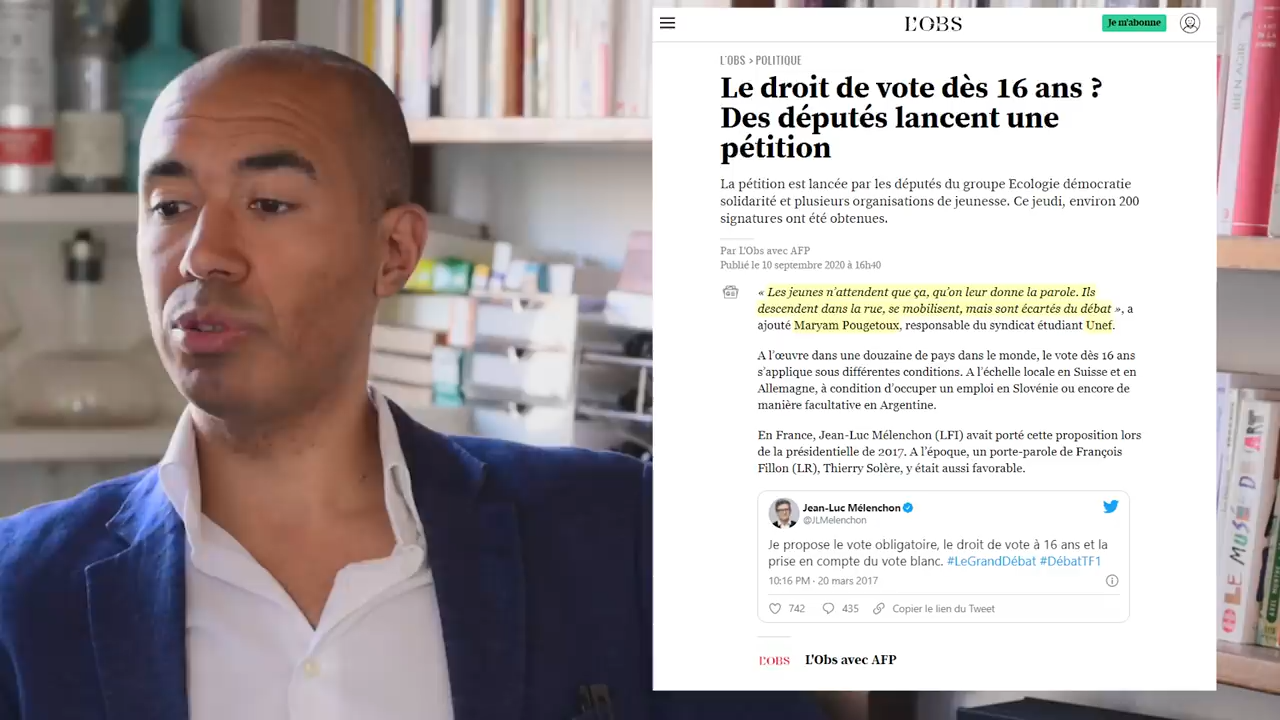 L'OBS
Je m'abonne
L'OBS > POLITIQUE
Le droit de vote dès 16 ans ?
Des députés lancent une
pétition
La pétition est lancée par les députés du groupe Ecologie démocratie
solidarité et plusieurs organisations de jeunesse. Ce jeudi, environ 200
signatures ont été obtenues.
Par L'Obs avec AFP
Publié le 10 septembre 2020 à 16h40
« Les jeunes n'attendent que ça, qu'on leur donne la parole. Ils
descendent dans la rue, se mobilisent, mais sont écartés du débat », a
ajouté Maryam Pougetoux, responsable du syndicat étudiant Unef.
A l'œuvre dans une douzaine de pays dans le monde, le vote dès 16 ans
s'applique sous différentes conditions. A l'échelle locale en Suisse et en
Allemagne, à condition d'occuper un emploi en Slovénie ou encore de
manière facultative en Argentine.
En France, Jean-Luc Mélenchon (LFI) avait porté cette proposition lors
de la présidentielle de 2017. A l'époque, un porte-parole de François
Fillon (LR), Thierry Solère, y était aussi favorable.
Jean-Luc Mélenchon
@JLMelenchon
Je propose le vote obligatoire, le droit de vote à 16 ans et la
prise en compte du vote blanc. #LeGrandDébat #DébatTF1
10:16 PM · 20 mars 2017
742 435 Copier le lien du Tweet
L'OBS L'Obs avec AFP
BIEN AGIR
LE MUSÉE D'ART